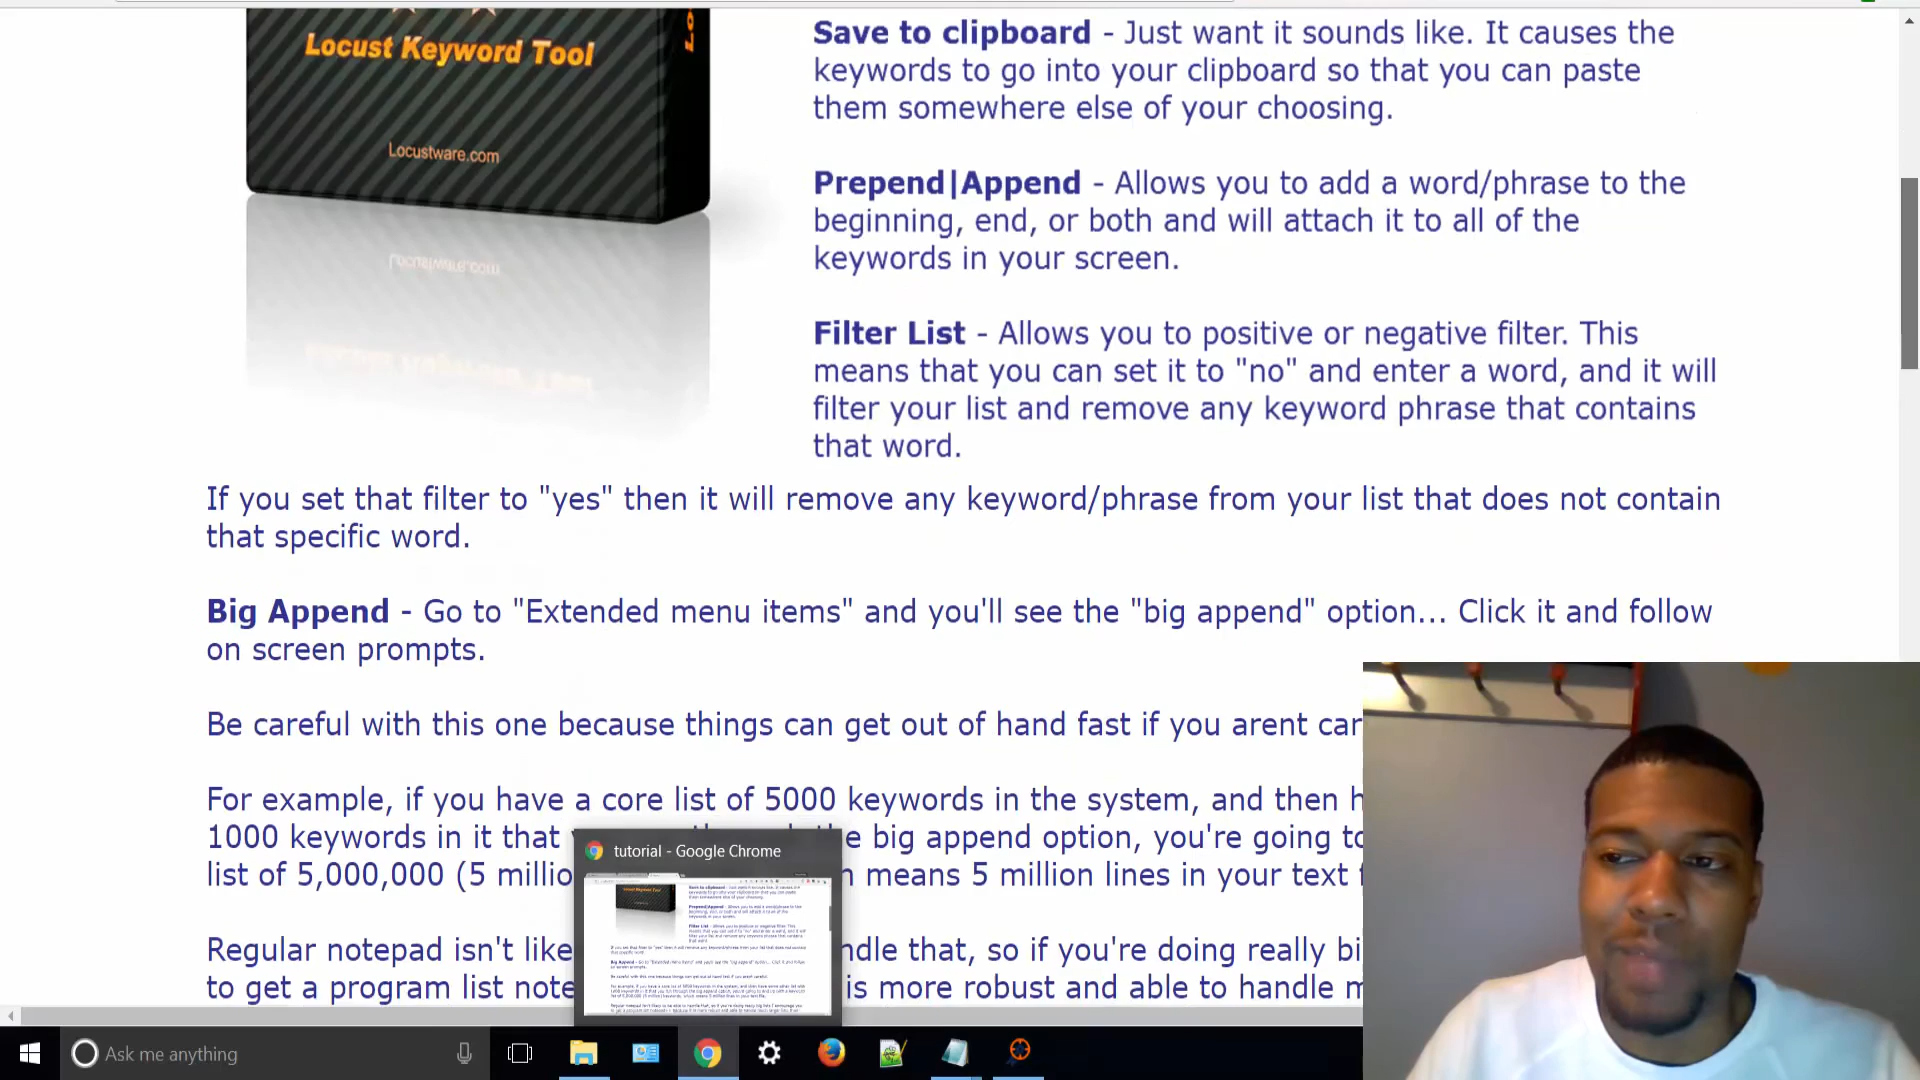 Locust Keyword Tool
Locustware.com
Save to clipboard - Just want it sounds like. It causes the
keywords to go into your clipboard so that you can paste
them somewhere else of your choosing.
Prepend|Append - Allows you to add a word/phrase to the
beginning, end, or both and will attach it to all of the
keywords in your screen.
Filter List - Allows you to positive or negative filter. This
means that you can set it to "no" and enter a word, and it will
filter your list and remove any keyword phrase that contains
that word.
If you set that filter to "yes" then it will remove any keyword/phrase from your list that does not contain
that specific word.
Big Append - Go to "Extended menu items" and you'll see the "big append" option... Click it and follow
on screen prompts.
Be careful with this one because things can get out of hand fast if you arent
For example, if you have a core list of 5000 keywords in the system, and then
1000 keywords in it that the big append option, you're going to
list of 5,000,000 (5 means 5 million lines in your text
Regular notepad isn't so if you're doing really
to get a program list is more robust and able to handle
tutorial - Google Chrome
Ask me anything